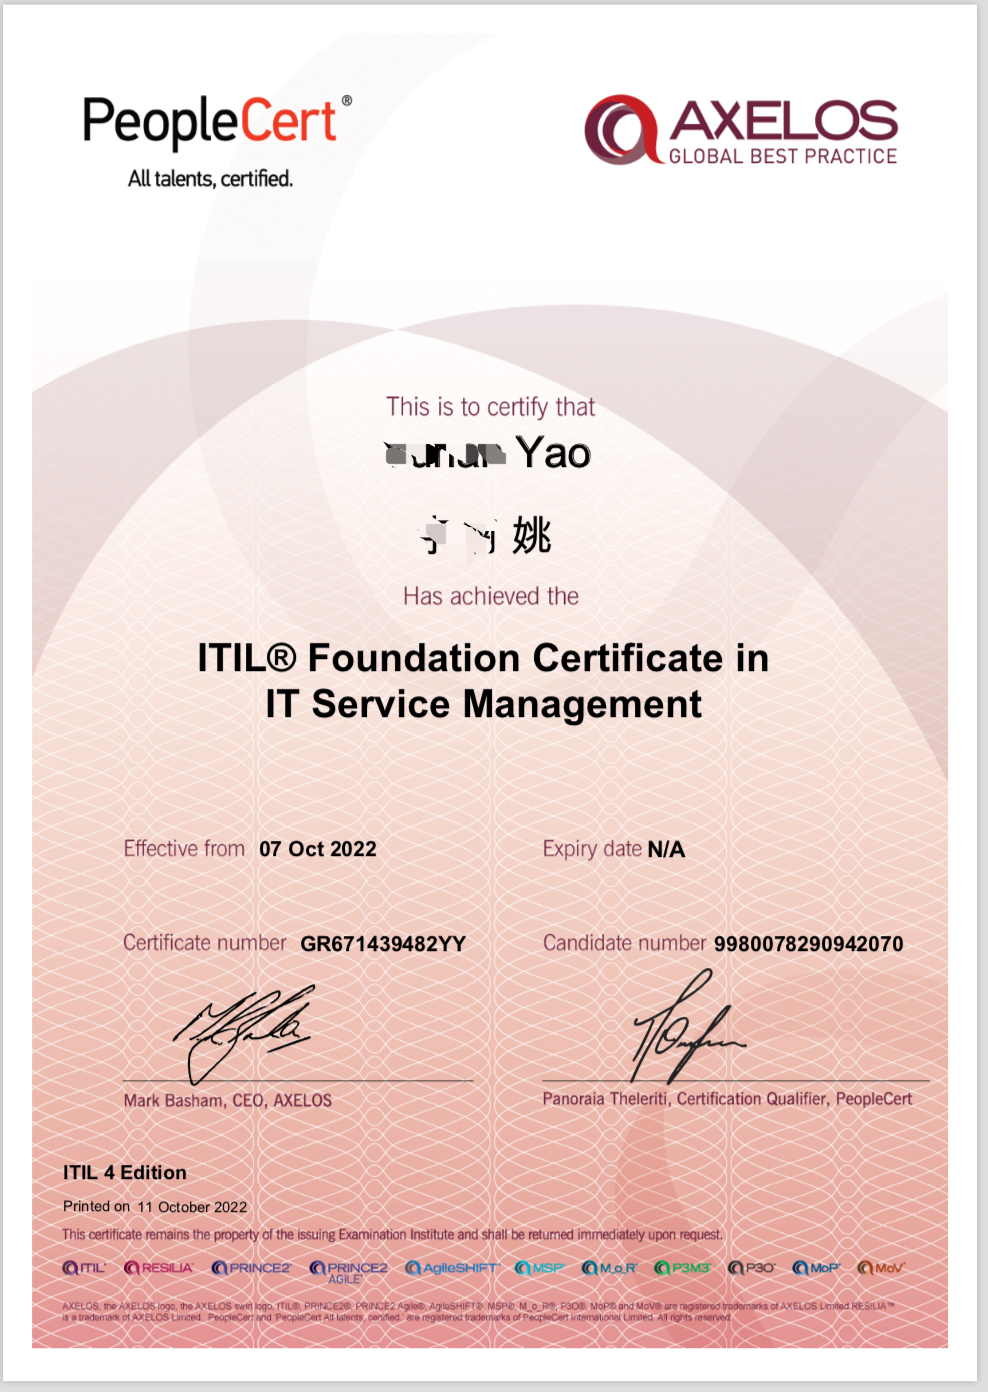 PeopleCert®
All talents, certified.
AXELOS
GLOBAL BEST PRACTICE
This is to certify that
Yao
姚
Has achieved the
ITIL® Foundation Certificate in
IT Service Management
Effective from 07 Oct 2022
Expiry date N/A
Certificate number GR671439482YY
Candidate number 9980078290942070
Mark Basham, CEO, AXELOS
Panoraia Theleriti, Certification Qualifier, PeopleCert
ITIL 4 Edition
Printed on 11 October 2022
This certificate remains the property of the issuing Examination Institute and shall be returned immediately upon request.
ITIL® RESILIA™ PRINCE2® PRINCE2 AGILE® AgileSHIFT® MSP® M_o_R® P3M3® P3O® MoP® MoV®
AXELOS, the AXELOS logo, the AXELOS swirl logo, ITIL®, PRINCE2®, PRINCE2 Agile®, AgileSHIFT®, MSP®, M_o_R®, P3O®, MoP® and MoV® are registered trademarks of AXELOS Limited.RESILIA™
is a trademark of AXELOS Limited. PeopleCert and 'PeopleCert All talents, certified.' are registered trademarks of PeopleCert International Limited. All rights reserved.